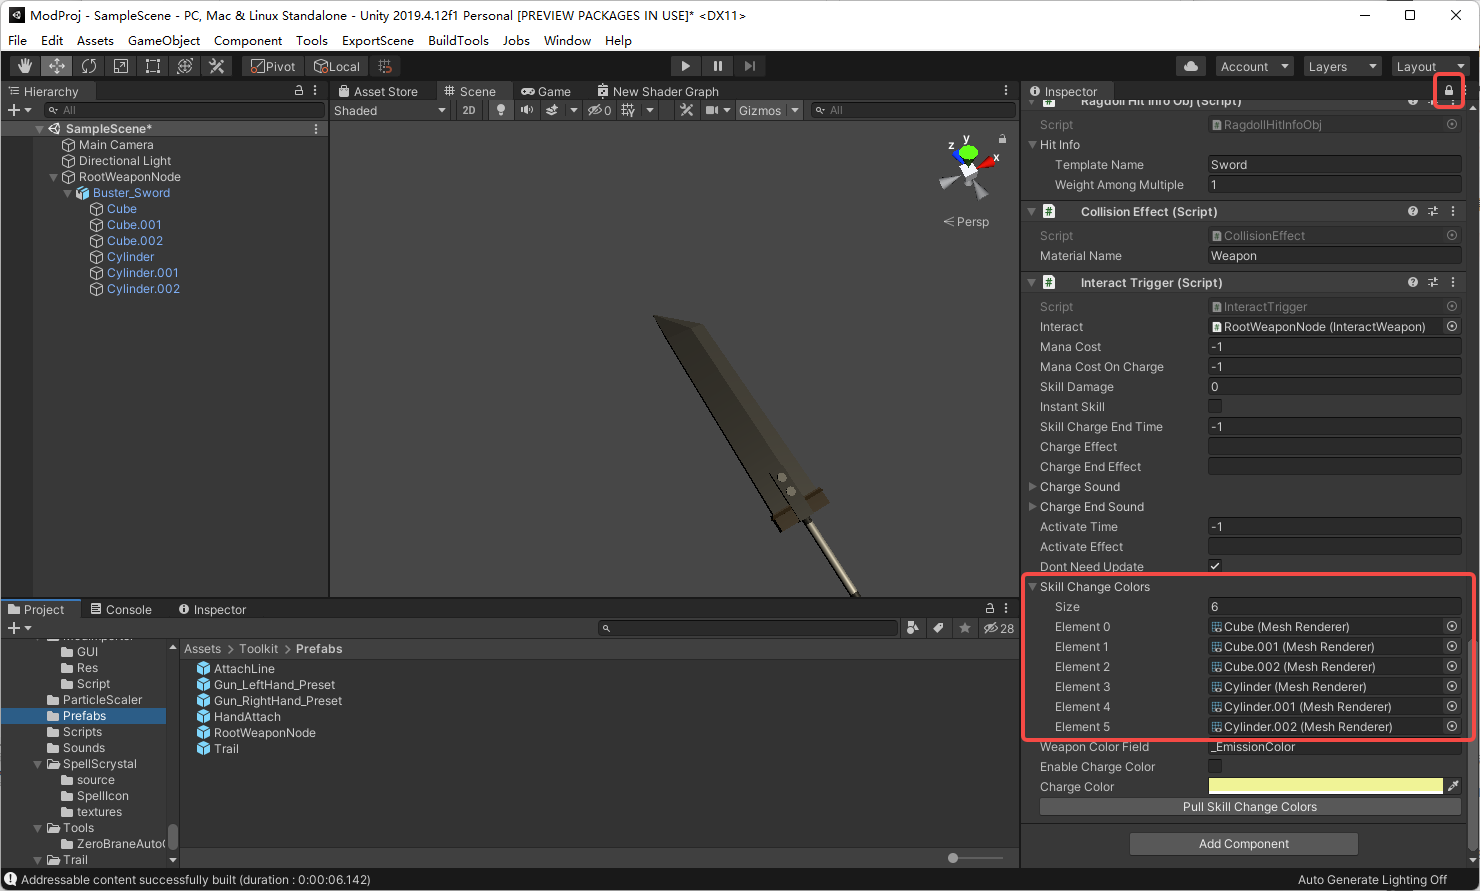 ModProj - SampleScene - PC, Mac & Linux Standalone - Unity 2019.4.12f1 Personal [PREVIEW PACKAGES IN USE]* <DX11>
File Edit Assets GameObject Component Tools ExportScene BuildTools Jobs Window Help
Pivot Local Account Layers Layout
Hierarchy
All
SampleScene*
Main Camera
Directional Light
RootWeaponNode
Buster_Sword
Cube
Cube.001
Cube.002
Cylinder
Cylinder.001
Cylinder.002
Asset Store Scene Game New Shader Graph
Shaded 2D 0 Gizmos All
y
z
x
Persp
Inspector
Ragdoll Hit Info Obj (Script)
Script RagdollHitInfoObj
Hit Info
Template Name Sword
Weight Among Multiple 1
# Collision Effect (Script)
Script CollisionEffect
Material Name Weapon
# Interact Trigger (Script)
Script InteractTrigger
Interact RootWeaponNode (InteractWeapon)
Mana Cost -1
Mana Cost On Charge -1
Skill Damage 0
Instant Skill
Skill Charge End Time -1
Charge Effect
Charge End Effect
Charge Sound
Charge End Sound
Activate Time -1
Activate Effect
Dont Need Update
Skill Change Colors
Size 6
Element 0 Cube (Mesh Renderer)
Element 1 Cube.001 (Mesh Renderer)
Element 2 Cube.002 (Mesh Renderer)
Element 3 Cylinder (Mesh Renderer)
Element 4 Cylinder.001 (Mesh Renderer)
Element 5 Cylinder.002 (Mesh Renderer)
Weapon Color Field _EmissionColor
Enable Charge Color
Charge Color
Pull Skill Change Colors
Add Component
Project Console Inspector
28
GUI
Res
Script
ParticleScaler
Prefabs
Scripts
Sounds
SpellScrystal
source
SpellIcon
textures
Tools
ZeroBraneAuto
Trail
Assets > Toolkit > Prefabs
AttachLine
Gun_LeftHand_Preset
Gun_RightHand_Preset
HandAttach
RootWeaponNode
Trail
Addressable content successfully built (duration : 0:00:06.142)
Auto Generate Lighting Off